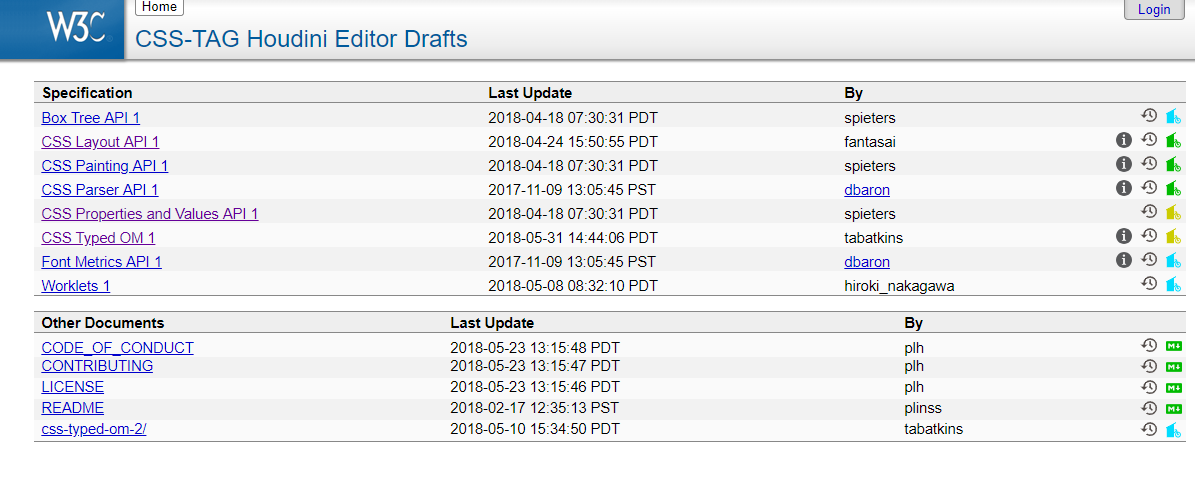 W3C
Home
Login
CSS-TAG Houdini Editor Drafts
Specification Last Update By
Box Tree API 1 2018-04-18 07:30:31 PDT spieters
CSS Layout API 1 2018-04-24 15:50:55 PDT fantasai
CSS Painting API 1 2018-04-18 07:30:31 PDT spieters
CSS Parser API 1 2017-11-09 13:05:45 PST dbaron
CSS Properties and Values API 1 2018-04-18 07:30:31 PDT spieters
CSS Typed OM 1 2018-05-31 14:44:06 PDT tabatkins
Font Metrics API 1 2017-11-09 13:05:45 PST dbaron
Worklets 1 2018-05-08 08:32:10 PDT hiroki_nakagawa
Other Documents Last Update By
CODE_OF_CONDUCT 2018-05-23 13:15:48 PDT plh M↓
CONTRIBUTING 2018-05-23 13:15:47 PDT plh M↓
LICENSE 2018-05-23 13:15:46 PDT plh M↓
README 2018-02-17 12:35:13 PST plinss M↓
css-typed-om-2/ 2018-05-10 15:34:50 PDT tabatkins